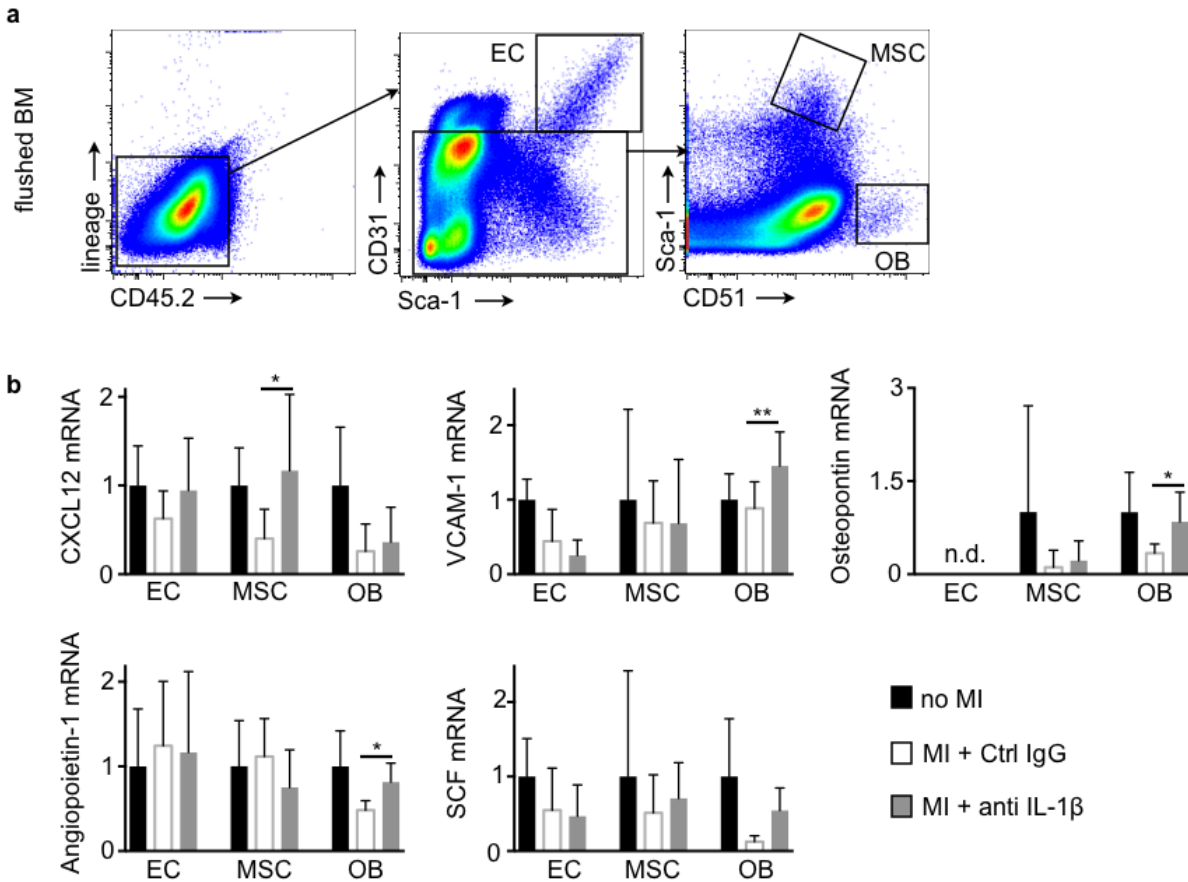 a
flushed BM
lineage
CD45.2
EC
CD31
Sca-1
MSC
Sca-1
OB
CD51
b
CXCL12 mRNA
2
1
0
*
EC MSC OB
VCAM-1 mRNA
2
1
0
**
EC MSC OB
Osteopontin mRNA
3
1.5
0
n.d.
*
EC MSC OB
Angiopoietin-1 mRNA
2
1
0
*
EC MSC OB
SCF mRNA
2
1
0
EC MSC OB
no MI
MI + Ctrl IgG
MI + anti IL-1β